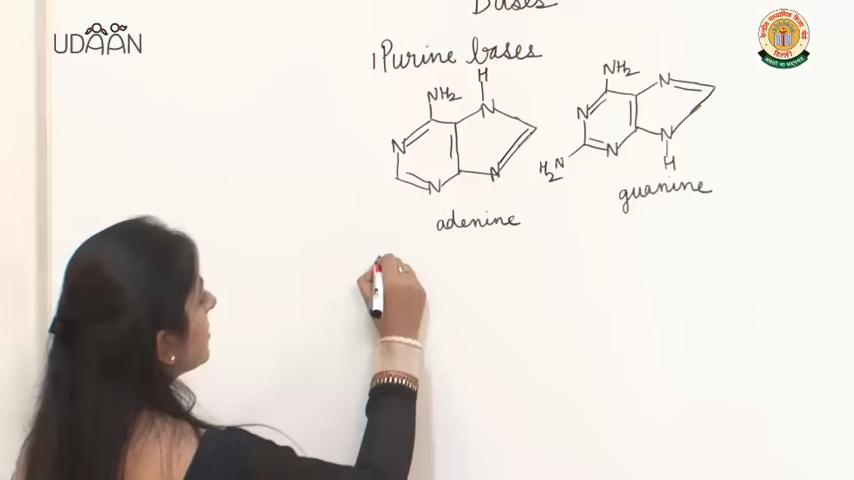 UDAAN
Bases
1 Purine bases
NH2
H
N
N
N
N
adenine
NH2
N
N
N
N
H2N
H
guanine